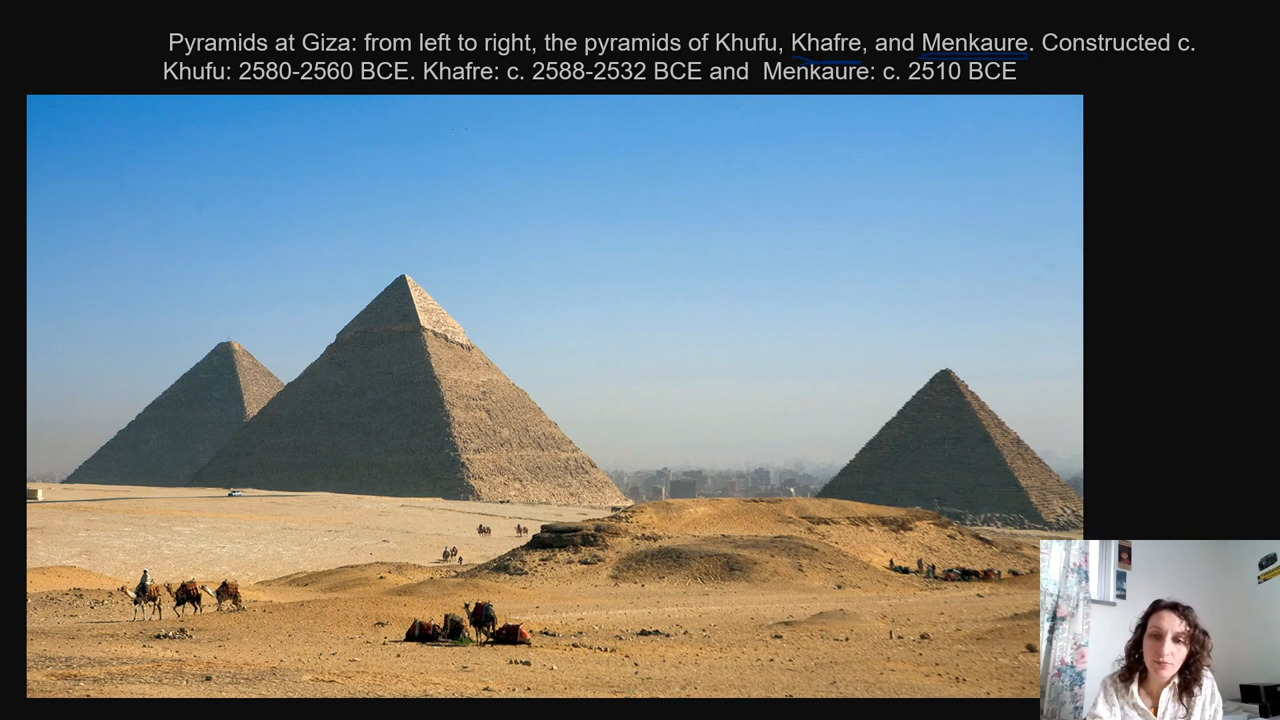 Pyramids at Giza: from left to right, the pyramids of Khufu, Khafre, and Menkaure. Constructed c.
Khufu: 2580-2560 BCE. Khafre: c. 2588-2532 BCE and Menkaure: c. 2510 BCE